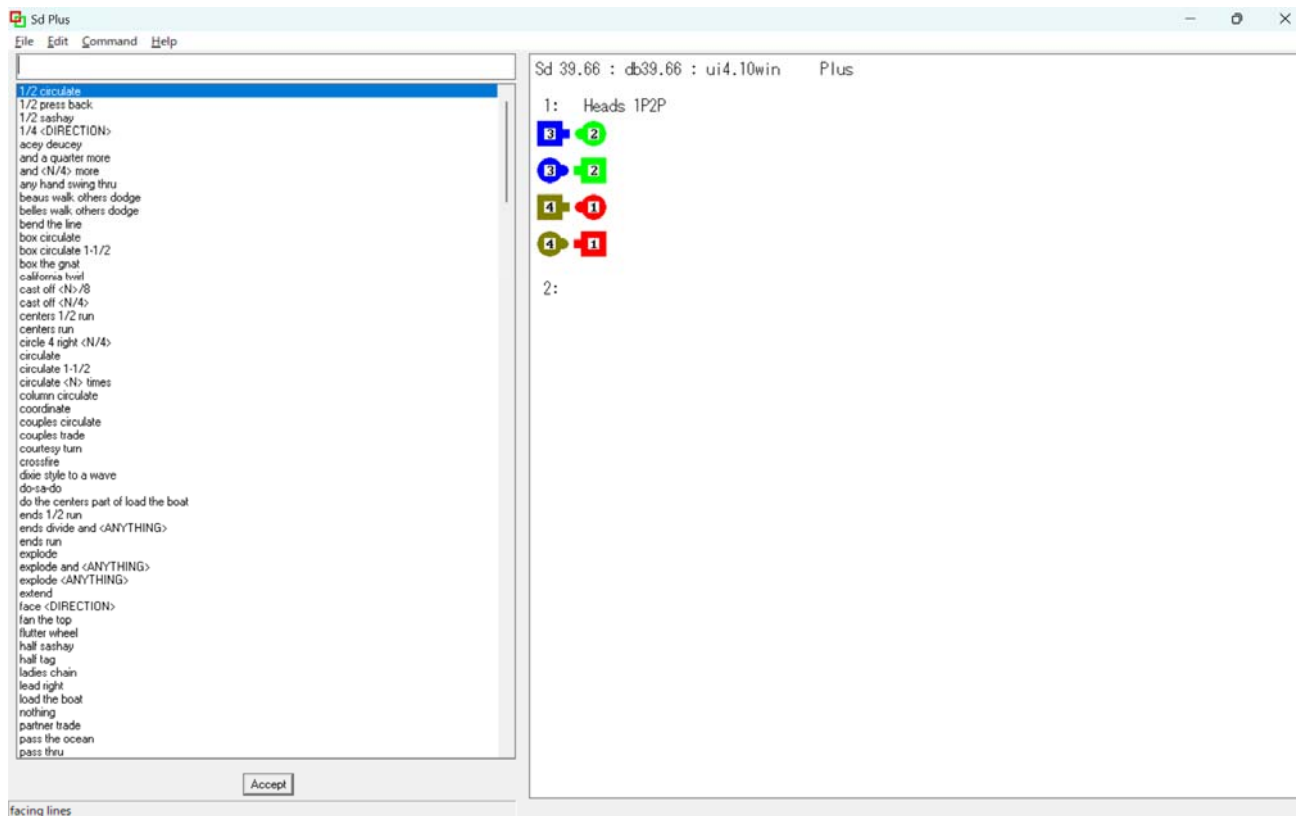 Sd Plus
File Edit Command Help
1/2 circulate
1/2 press back
1/2 sashay
1/4 <DIRECTION>
acey deucey
and a quarter more
and <N/4> more
any hand swing thru
beaus walk others dodge
belles walk others dodge
bend the line
box circulate
box circulate 1-1/2
box the gnat
california twirl
cast off <N>/8
cast off <N/4>
centers 1/2 run
centers run
circle 4 right <N/4>
circulate
circulate 1-1/2
circulate <N> times
column circulate
coordinate
couples circulate
couples trade
courtesy turn
crossfire
dixie style to a wave
do-sa-do
do the centers part of load the boat
ends 1/2 run
ends divide and <ANYTHING>
ends run
explode
explode and <ANYTHING>
explode <ANYTHING>
extend
face <DIRECTION>
fan the top
flutter wheel
half sashay
half tag
ladies chain
lead right
load the boat
nothing
partner trade
pass the ocean
pass thru
Accept
facing lines
Sd 39.66 : db39.66 : ui4.10win Plus
1: Heads 1P2P
3 2
3 2
4 1
4 1
2: